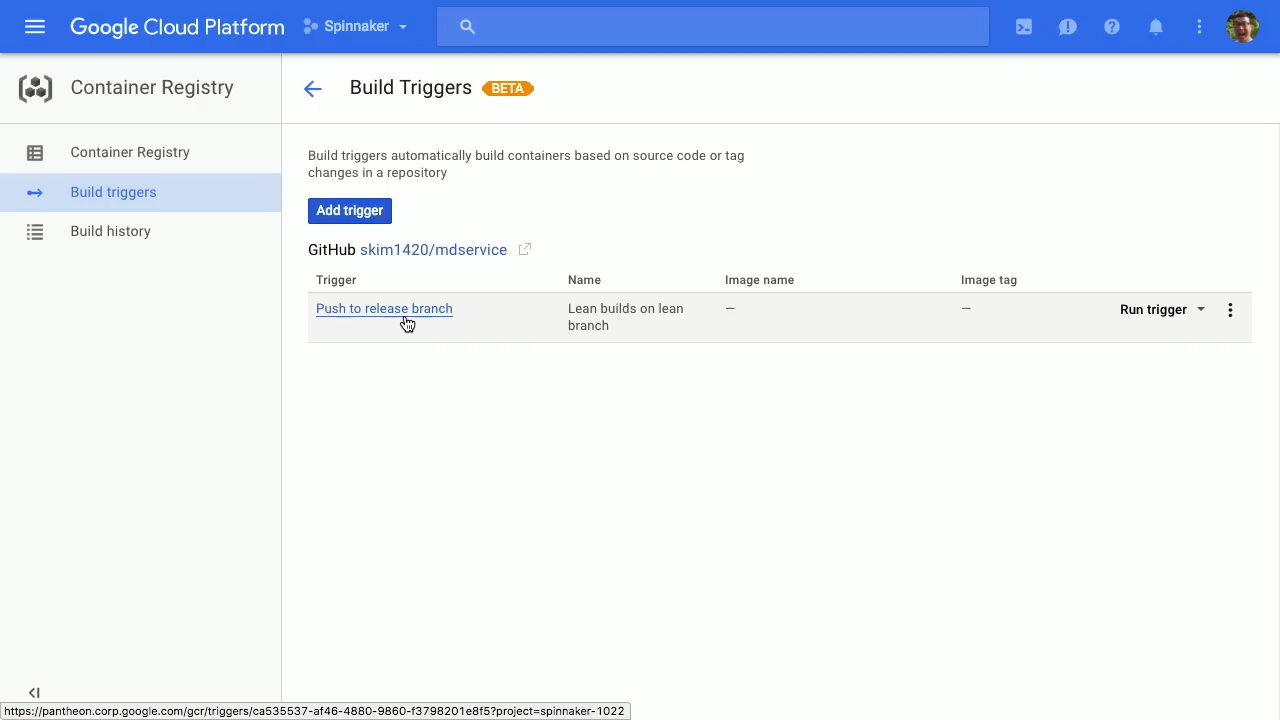 Google Cloud Platform
Spinnaker
Container Registry
Build Triggers
BETA
Container Registry
Build triggers
Build history
Build triggers automatically build containers based on source code or tag
changes in a repository
Add trigger
GitHub skim1420/mdservice
Trigger Name Image name Image tag
Push to release branch Lean builds on lean — — Run trigger
branch
https://pantheon.corp.google.com/gcr/triggers/ca535537-af46-4880-9860-f3798201e8f5?project=spinnaker-1022